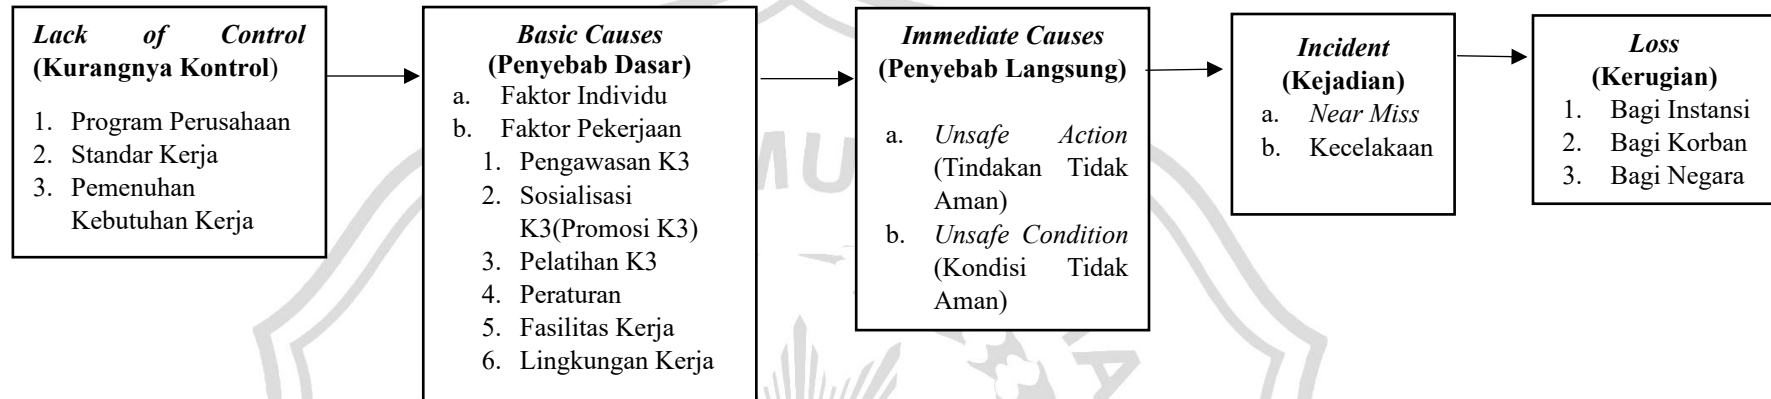 Lack of Control
(Kurangnya Kontrol)
1. Program Perusahaan
2. Standar Kerja
3. Pemenuhan
Kebutuhan Kerja
Basic Causes
(Penyebab Dasar)
a. Faktor Individu
b. Faktor Pekerjaan
1. Pengawasan K3
2. Sosialisasi
K3(Promosi K3)
3. Pelatihan K3
4. Peraturan
5. Fasilitas Kerja
6. Lingkungan Kerja
Immediate Causes
(Penyebab Langsung)
a. Unsafe Action
(Tindakan Tidak
Aman)
b. Unsafe Condition
(Kondisi Tidak
Aman)
Incident
(Kejadian)
a. Near Miss
b. Kecelakaan
Loss
(Kerugian)
1. Bagi Instansi
2. Bagi Korban
3. Bagi Negara